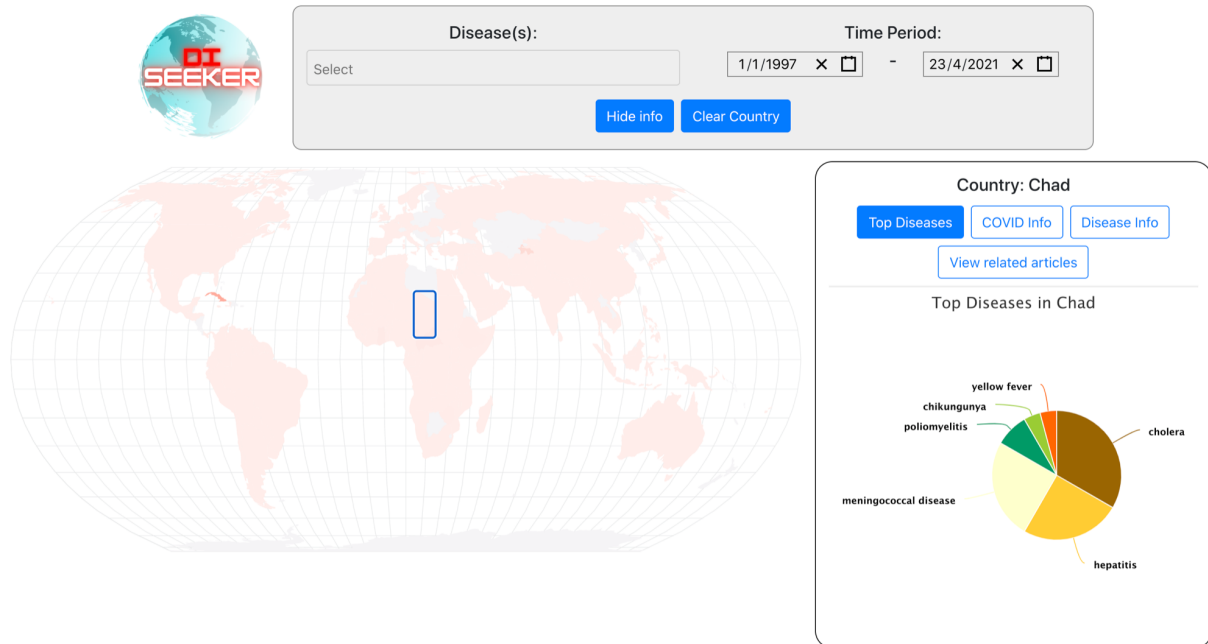 DI
SEEKER
Disease(s):
Select
Time Period:
1/1/1997
-
23/4/2021
Hide info
Clear Country
Country: Chad
Top Diseases
COVID Info
Disease Info
View related articles
Top Diseases in Chad
yellow fever
chikungunya
poliomyelitis
cholera
meningococcal disease
hepatitis